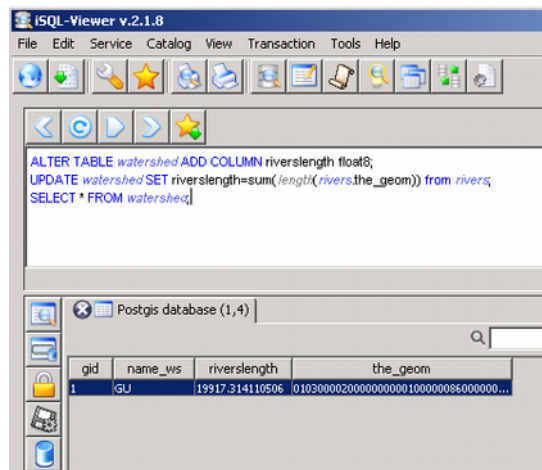 iSQL-Viewer v.2.1.8
File Edit Service Catalog View Transaction Tools Help
ALTER TABLE watershed ADD COLUMN riverslength float8;
UPDATE watershed SET riverslength=sum(length(rivers.the_geom)) from rivers;
SELECT * FROM watershed;
Postgis database (1,4)
gid name_ws riverslength the_geom
1 GU 19917.314110506 0103000020000000000100000086000000...